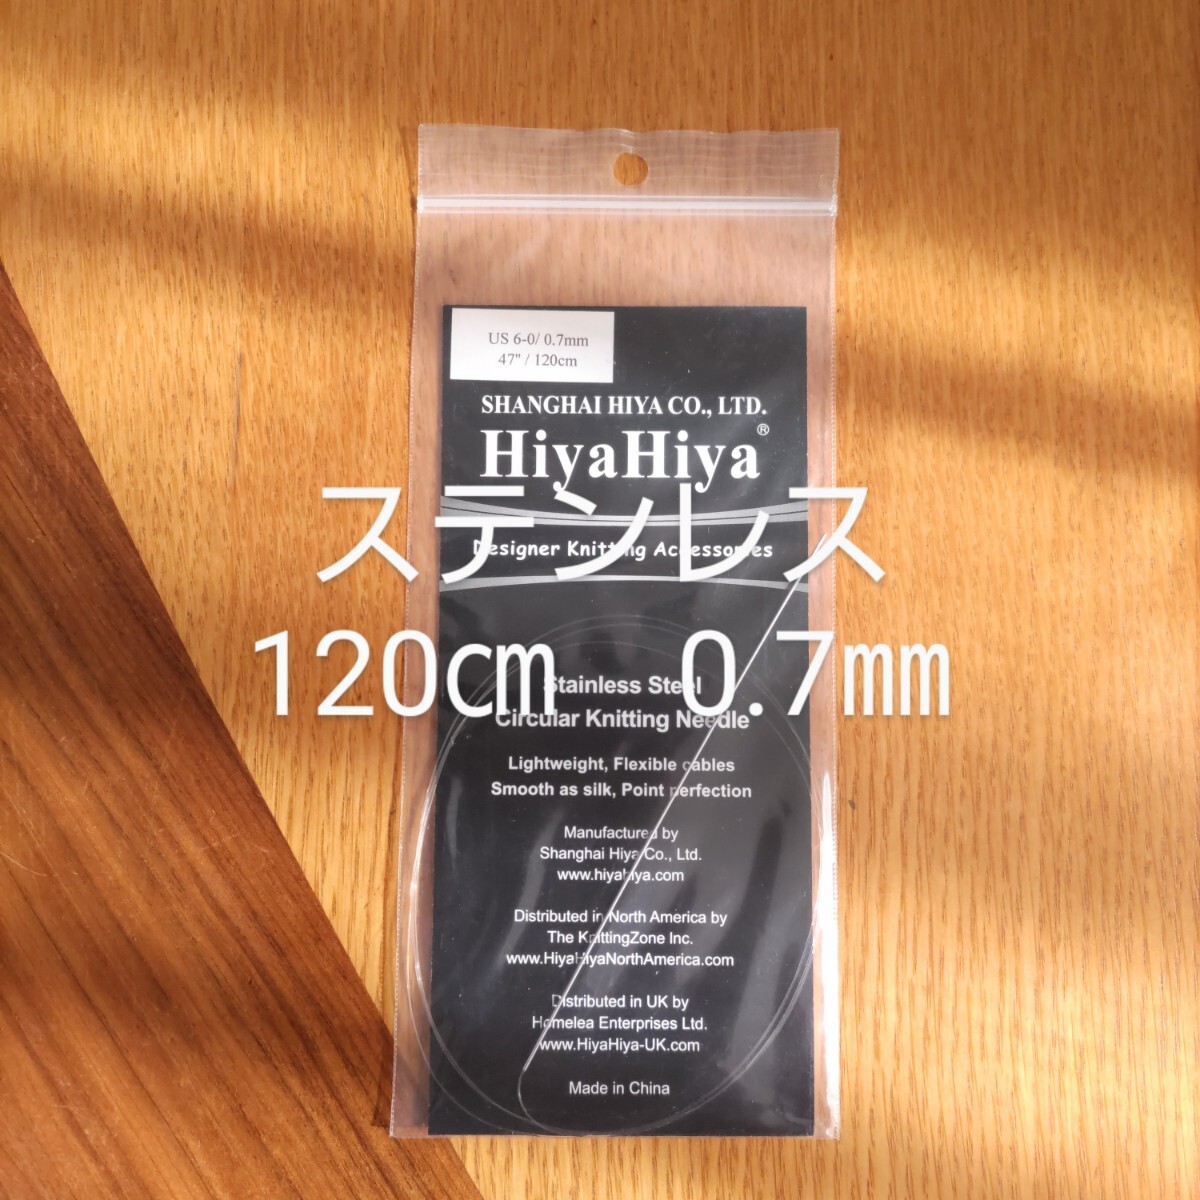 US 6-0/ 0.7mm
47" / 120cm
SHANGHAI HIYA CO., LTD.
HiyaHiya®
ステンレス
Designer Knitting Accessories
120㎝　0.7㎜
Stainless Steel
Circular Knitting Needle
Lightweight, Flexible cables
Smooth as silk, Point perfection
Manufactured by
Shanghai Hiya Co., Ltd.
www.hiyahiya.com
Distributed in North America by
The KnittingZone Inc.
www.HiyaHiyaNorthAmerica.com
Distributed in UK by
Homelea Enterprises Ltd.
www.HiyaHiya-UK.com
Made in China